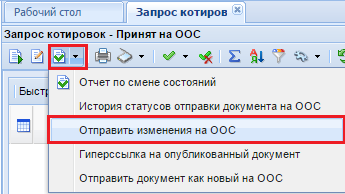 Рабочий стол Запрос котиров
Запрос котировок - Принят на ООС
Быстр
Отчет по смене состояний
История статусов отправки документа на ООС
Отправить изменения на ООС
Гиперссылка на опубликованный документ
Отправить документ как новый на ООС